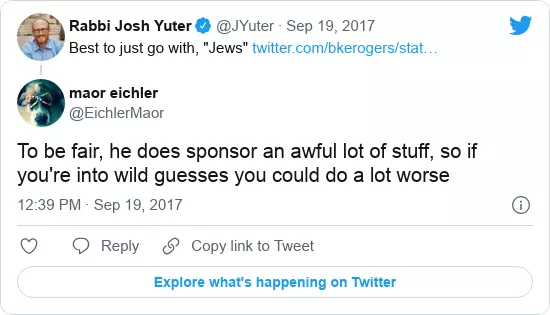 Rabbi Josh Yuter @JYuter · Sep 19, 2017
Best to just go with, "Jews" twitter.com/bkerogers/stat…
maor eichler
@EichlerMaor
To be fair, he does sponsor an awful lot of stuff, so if
you're into wild guesses you could do a lot worse
12:39 PM · Sep 19, 2017
Reply Copy link to Tweet
Explore what's happening on Twitter